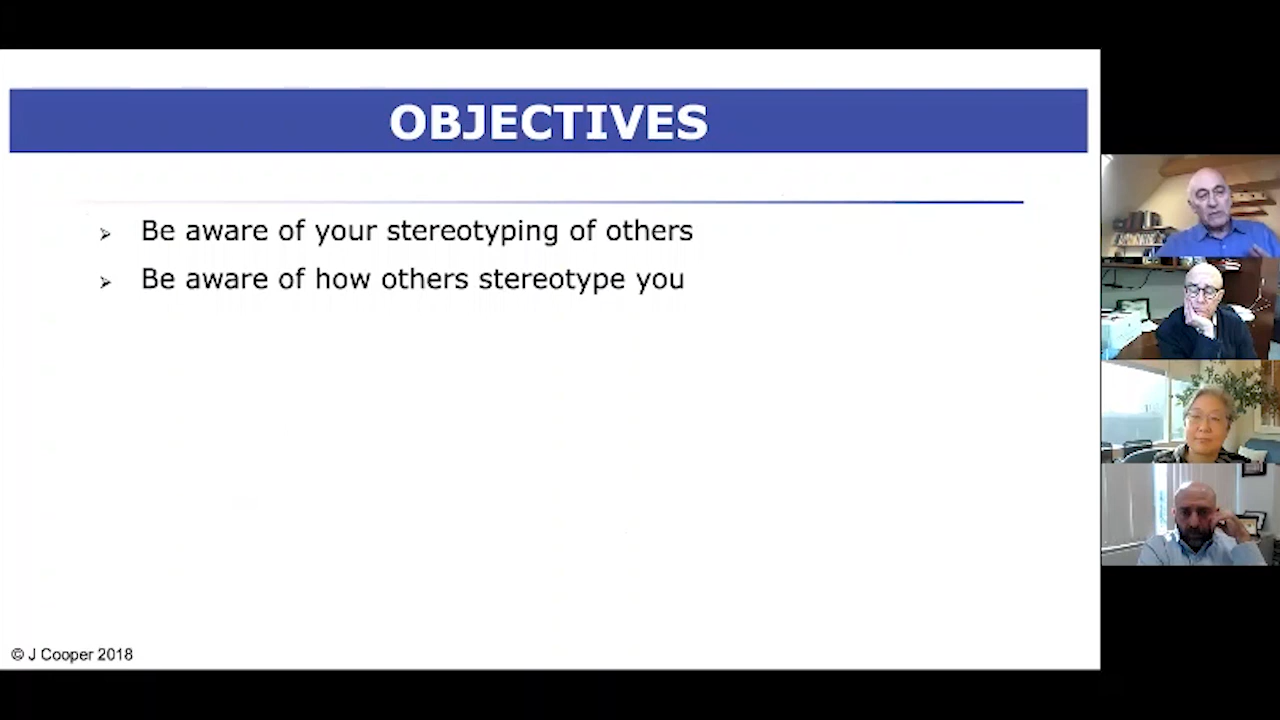 OBJECTIVES
➢ Be aware of your stereotyping of others
➢ Be aware of how others stereotype you
© J Cooper 2018